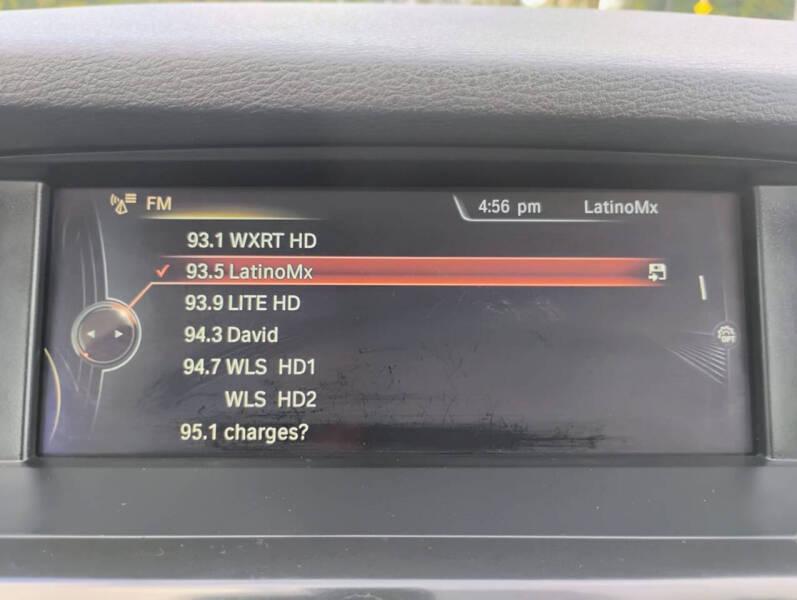 FM
4:56 pm LatinoMx
93.1 WXRT HD
93.5 LatinoMx
93.9 LITE HD
94.3 David
94.7 WLS HD1
WLS HD2
95.1 charges?
OPT